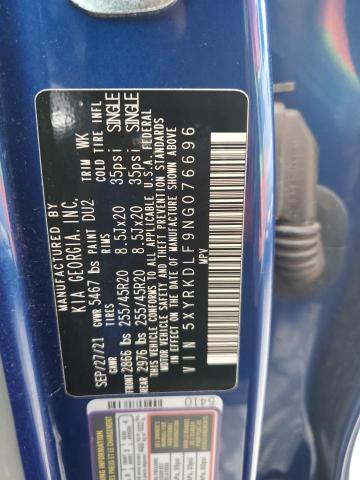 MANUFACTURED BY
KIA GEORGIA, INC.
SEP/27/21 GVWR 5467 lbs PAINT DU2 TRIM WK
GAWR RIMS COLD TIRE INFL
FRONT 2866 lbs 255/45R20 8.5Jx20 35psi SINGLE
REAR 2976 lbs 255/45R20 8.5Jx20 35psi SINGLE
THIS VEHICLE CONFORMS TO ALL APPLICABLE U.S.A. FEDERAL
MOTOR VEHICLE SAFETY, BUMPER, AND THEFT PREVENTION STANDARDS
IN EFFECT ON THE DATE OF MANUFACTURE SHOWN ABOVE
VIN 5XYRKDLF9NG076696
MPV
5410